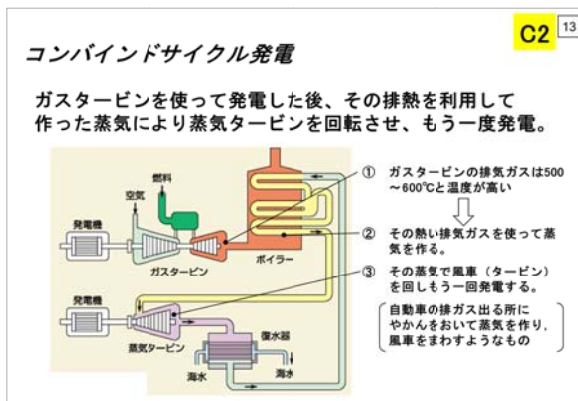 C2
13
コンバインドサイクル発電
ガスタービンを使って発電した後、その排熱を利用して
作った蒸気により蒸気タービンを回転させ、もう一度発電。
燃料
空気
発電機
ガスタービン
ボイラー
発電機
蒸気タービン
復水器
海水
海水
① ガスタービンの排気ガスは500
～600℃と温度が高い
② その熱い排気ガスを使って蒸
気を作る。
③ その蒸気で風車（タービン）
を回しもう一回発電する。
自動車の排ガス出る所に
やかんをおいて蒸気を作り，
風車をまわすようなもの